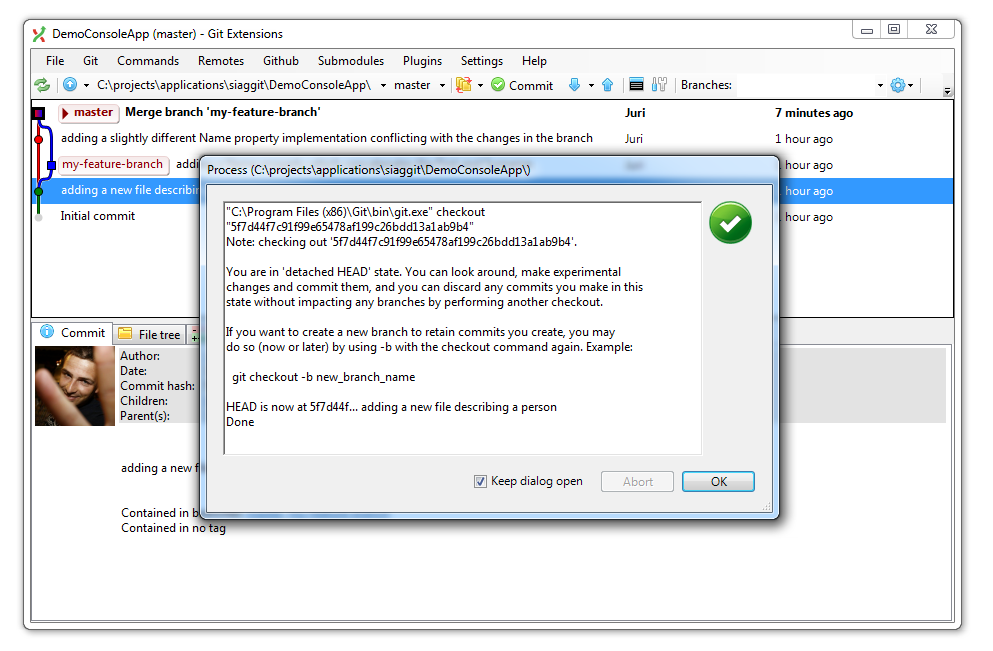 DemoConsoleApp (master) - Git Extensions
File Git Commands Remotes Github Submodules Plugins Settings Help
C:\projects\applications\siaggit\DemoConsoleApp\ master Commit Branches:
master Merge branch 'my-feature-branch' Juri 7 minutes ago
adding a slightly different Name property implementation conflicting with the changes in the branch Juri 1 hour ago
my-feature-branch hour ago
adding a new file hour ago
Initial commit hour ago
Process (C:\projects\applications\siaggit\DemoConsoleApp\)
"C:\Program Files (x86)\Git\bin\git.exe" checkout
"5f7d44f7c91f99e65478af199c26bdd13a1ab9b4"
Note: checking out '5f7d44f7c91f99e65478af199c26bdd13a1ab9b4'.
You are in 'detached HEAD' state. You can look around, make experimental
changes and commit them, and you can discard any commits you make in this
state without impacting any branches by performing another checkout.
If you want to create a new branch to retain commits you create, you may
do so (now or later) by using -b with the checkout command again. Example:
git checkout -b new_branch_name
HEAD is now at 5f7d44f... adding a new file describing a person
Done
Keep dialog open Abort OK
Commit File tree
Author:
Date:
Commit hash:
Children:
Parent(s):
adding a new
Contained in
Contained in no tag